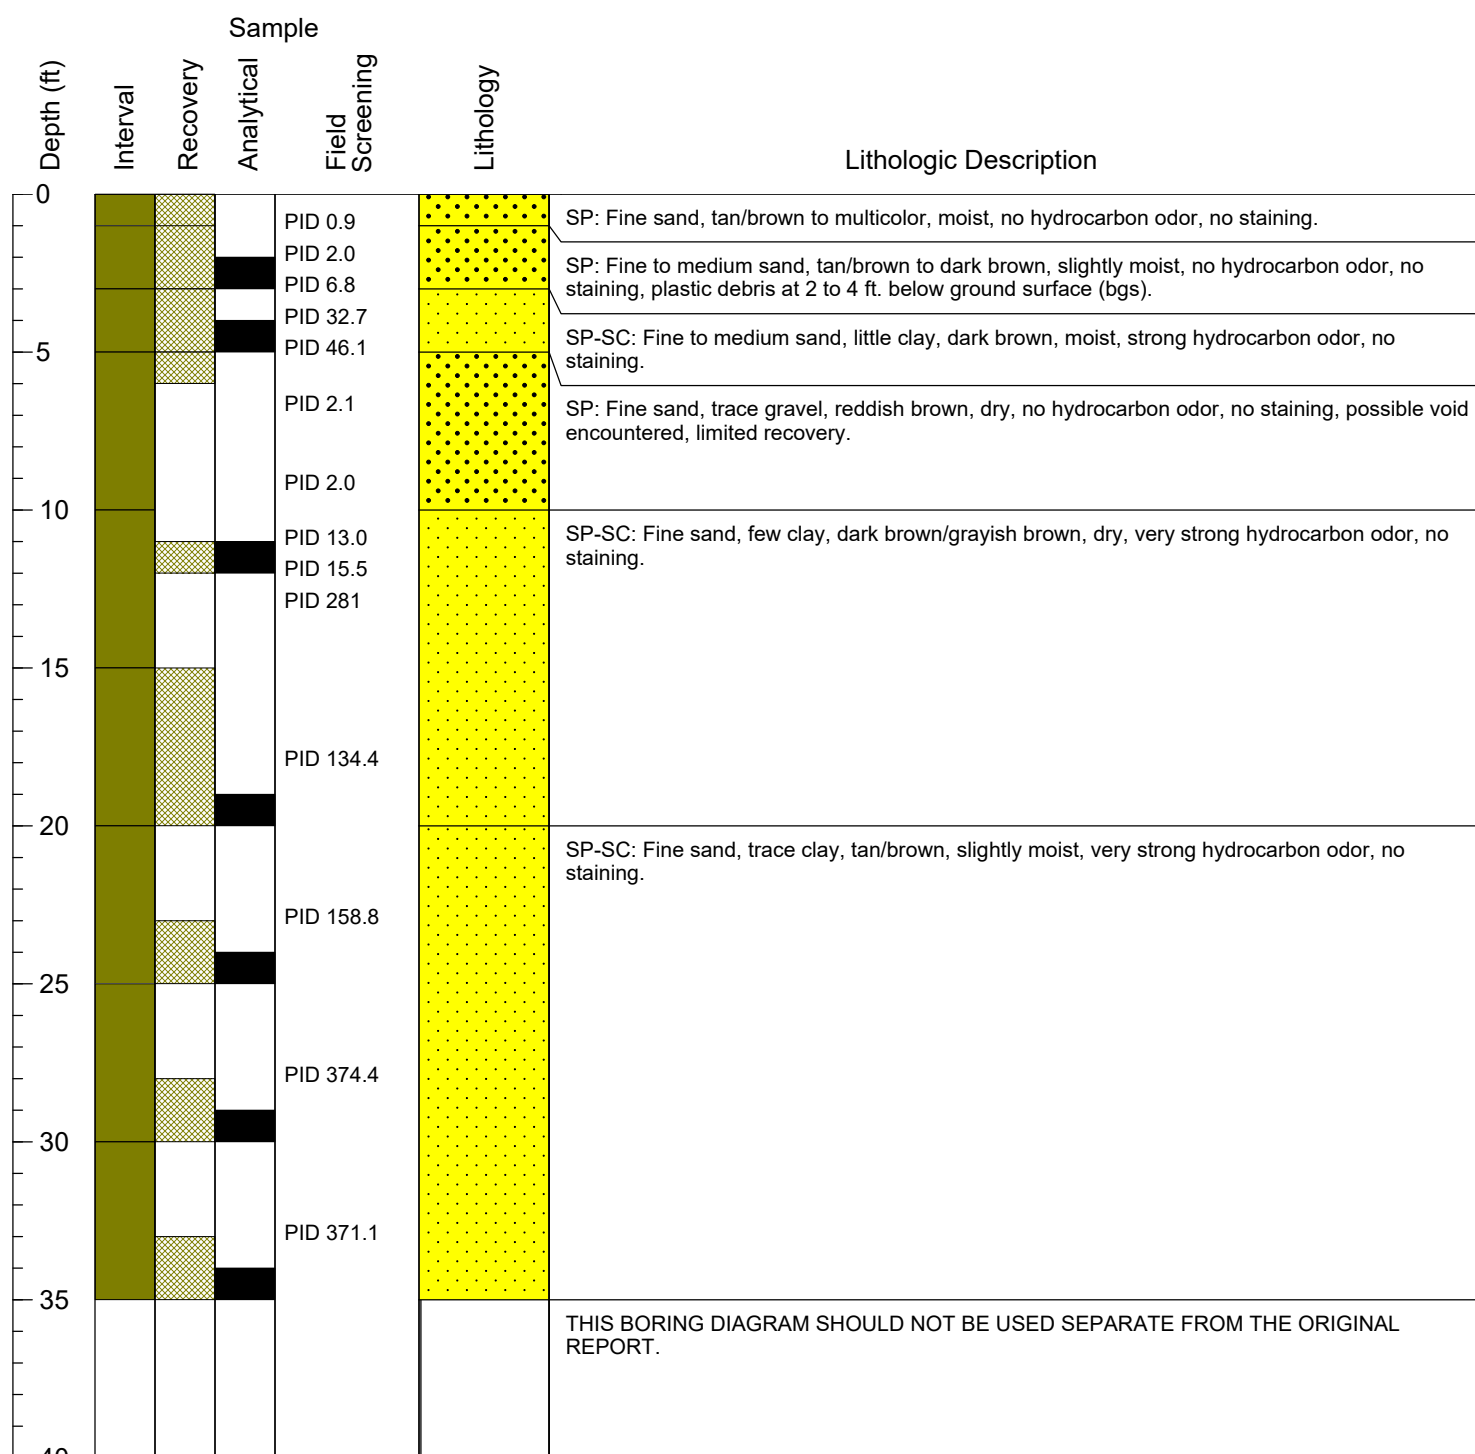 Sample
Depth (ft)
Interval
Recovery
Analytical
Field
Screening
Lithology
Lithologic Description
0
PID 0.9
SP: Fine sand, tan/brown to multicolor, moist, no hydrocarbon odor, no staining.
PID 2.0
SP: Fine to medium sand, tan/brown to dark brown, slightly moist, no hydrocarbon odor, no
staining, plastic debris at 2 to 4 ft. below ground surface (bgs).
PID 6.8
PID 32.7
SP-SC: Fine to medium sand, little clay, dark brown, moist, strong hydrocarbon odor, no
staining.
PID 46.1
5
PID 2.1
SP: Fine sand, trace gravel, reddish brown, dry, no hydrocarbon odor, no staining, possible void
encountered, limited recovery.
PID 2.0
10
PID 13.0
SP-SC: Fine sand, few clay, dark brown/grayish brown, dry, very strong hydrocarbon odor, no
staining.
PID 15.5
PID 281
15
PID 134.4
20
SP-SC: Fine sand, trace clay, tan/brown, slightly moist, very strong hydrocarbon odor, no
staining.
PID 158.8
25
PID 374.4
30
PID 371.1
35
THIS BORING DIAGRAM SHOULD NOT BE USED SEPARATE FROM THE ORIGINAL
REPORT.
40